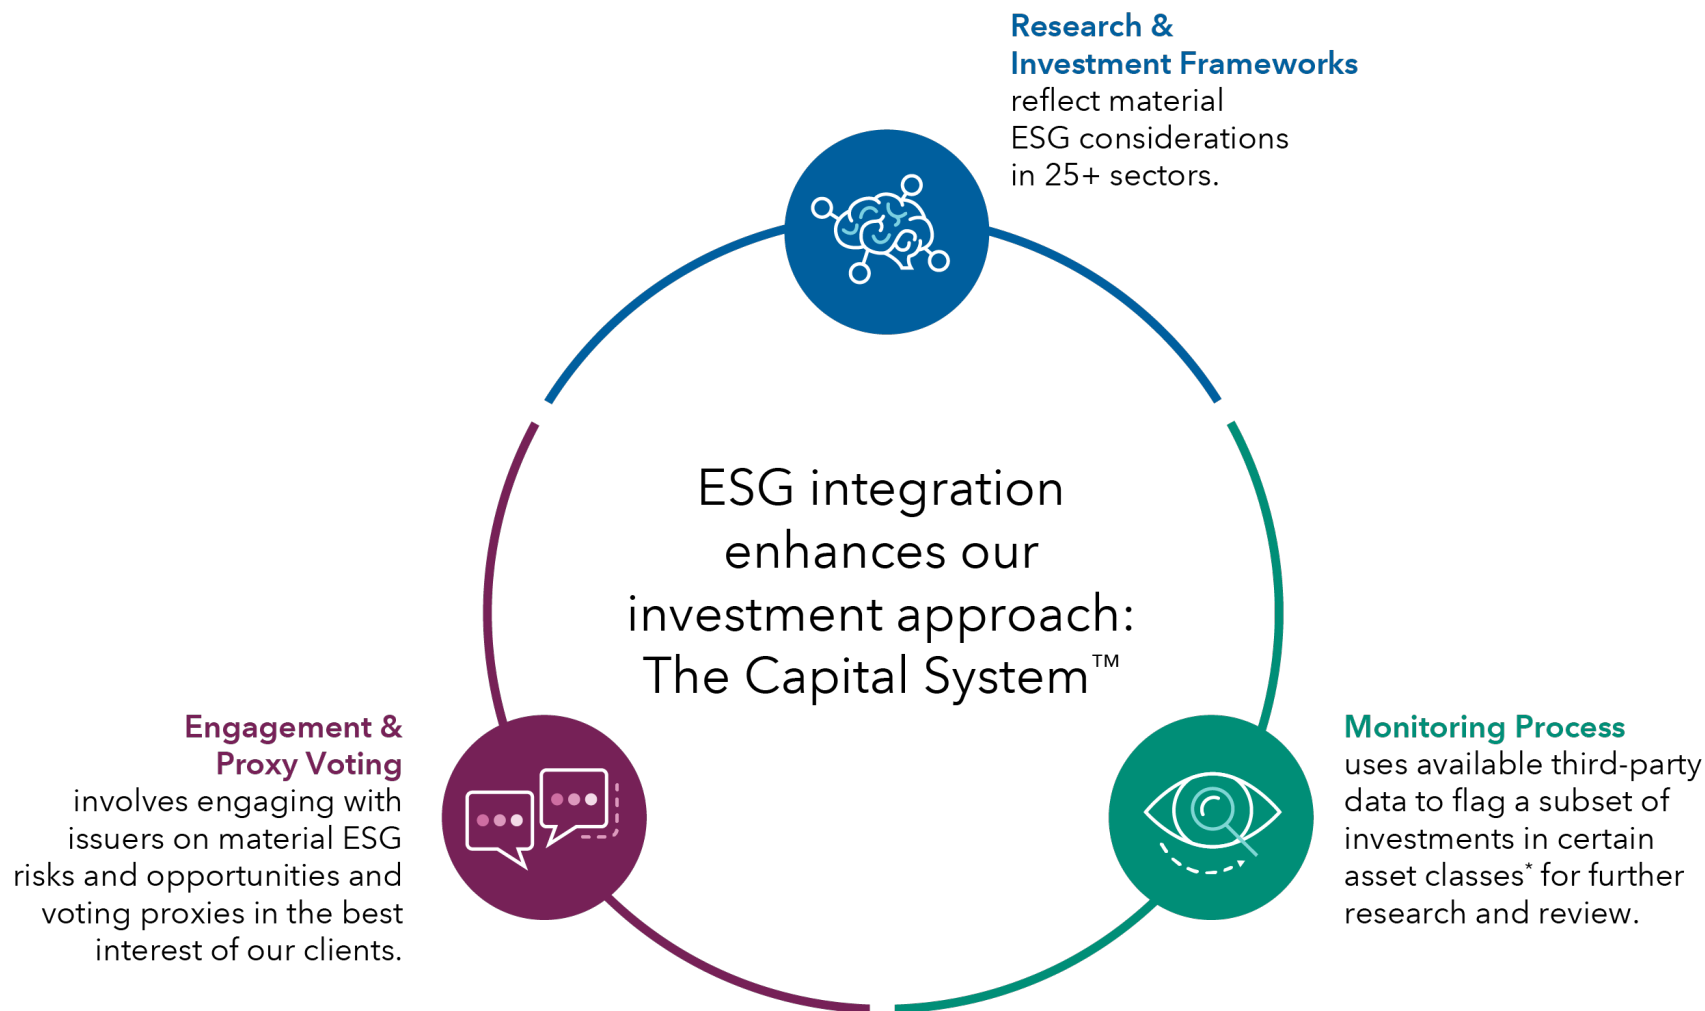 Research &
Investment Frameworks
reflect material
ESG considerations
in 25+ sectors.
ESG integration
enhances our
investment approach:
The Capital System™
Engagement &
Proxy Voting
involves engaging with
issuers on material ESG
risks and opportunities and
voting proxies in the best
interest of our clients.
Monitoring Process
uses available third-party
data to flag a subset of
investments in certain
asset classes* for further
research and review.